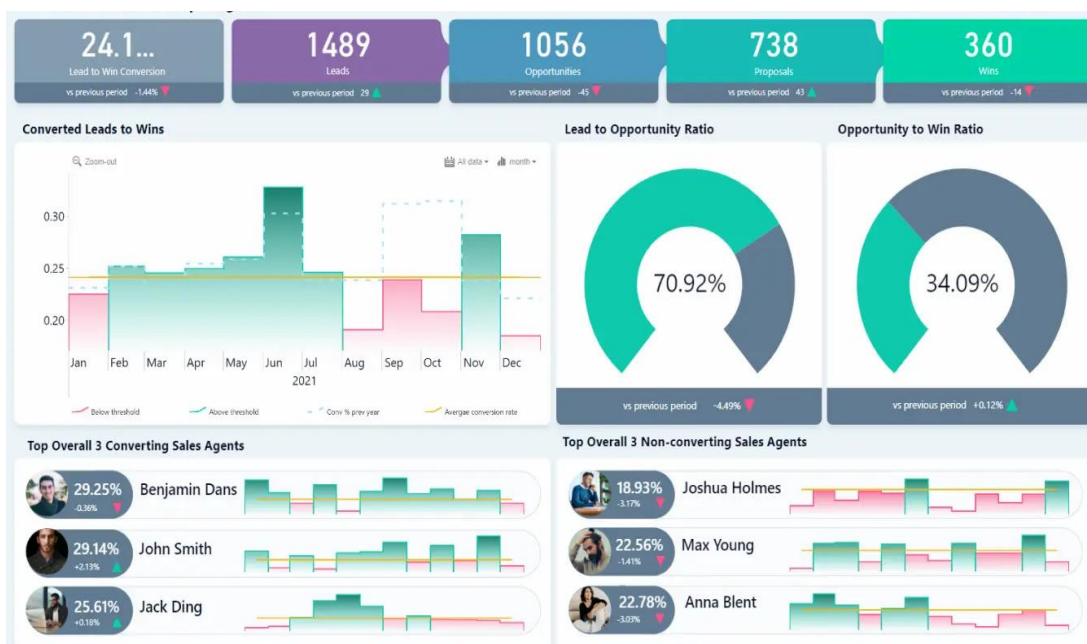 24.1...
Lead to Win Conversion
vs previous period -1.44%
1489
Leads
vs previous period 29
1056
Opportunities
vs previous period -45
738
Proposals
vs previous period 43
360
Wins
vs previous period -14
Converted Leads to Wins
Zoom-out
All data
month
0.30
0.25
0.20
Jan Feb Mar Apr May Jun Jul Aug Sep Oct Nov Dec
2021
Below threshold
Above threshold
Conv % prev year
Avergae conversion rate
Lead to Opportunity Ratio
70.92%
vs previous period -4.49%
Opportunity to Win Ratio
34.09%
vs previous period +0.12%
Top Overall 3 Converting Sales Agents
29.25%
-0.36%
Benjamin Dans
29.14%
+2.13%
John Smith
25.61%
+0.18%
Jack Ding
Top Overall 3 Non-converting Sales Agents
18.93%
-3.17%
Joshua Holmes
22.56%
-1.41%
Max Young
22.78%
-3.03%
Anna Blent